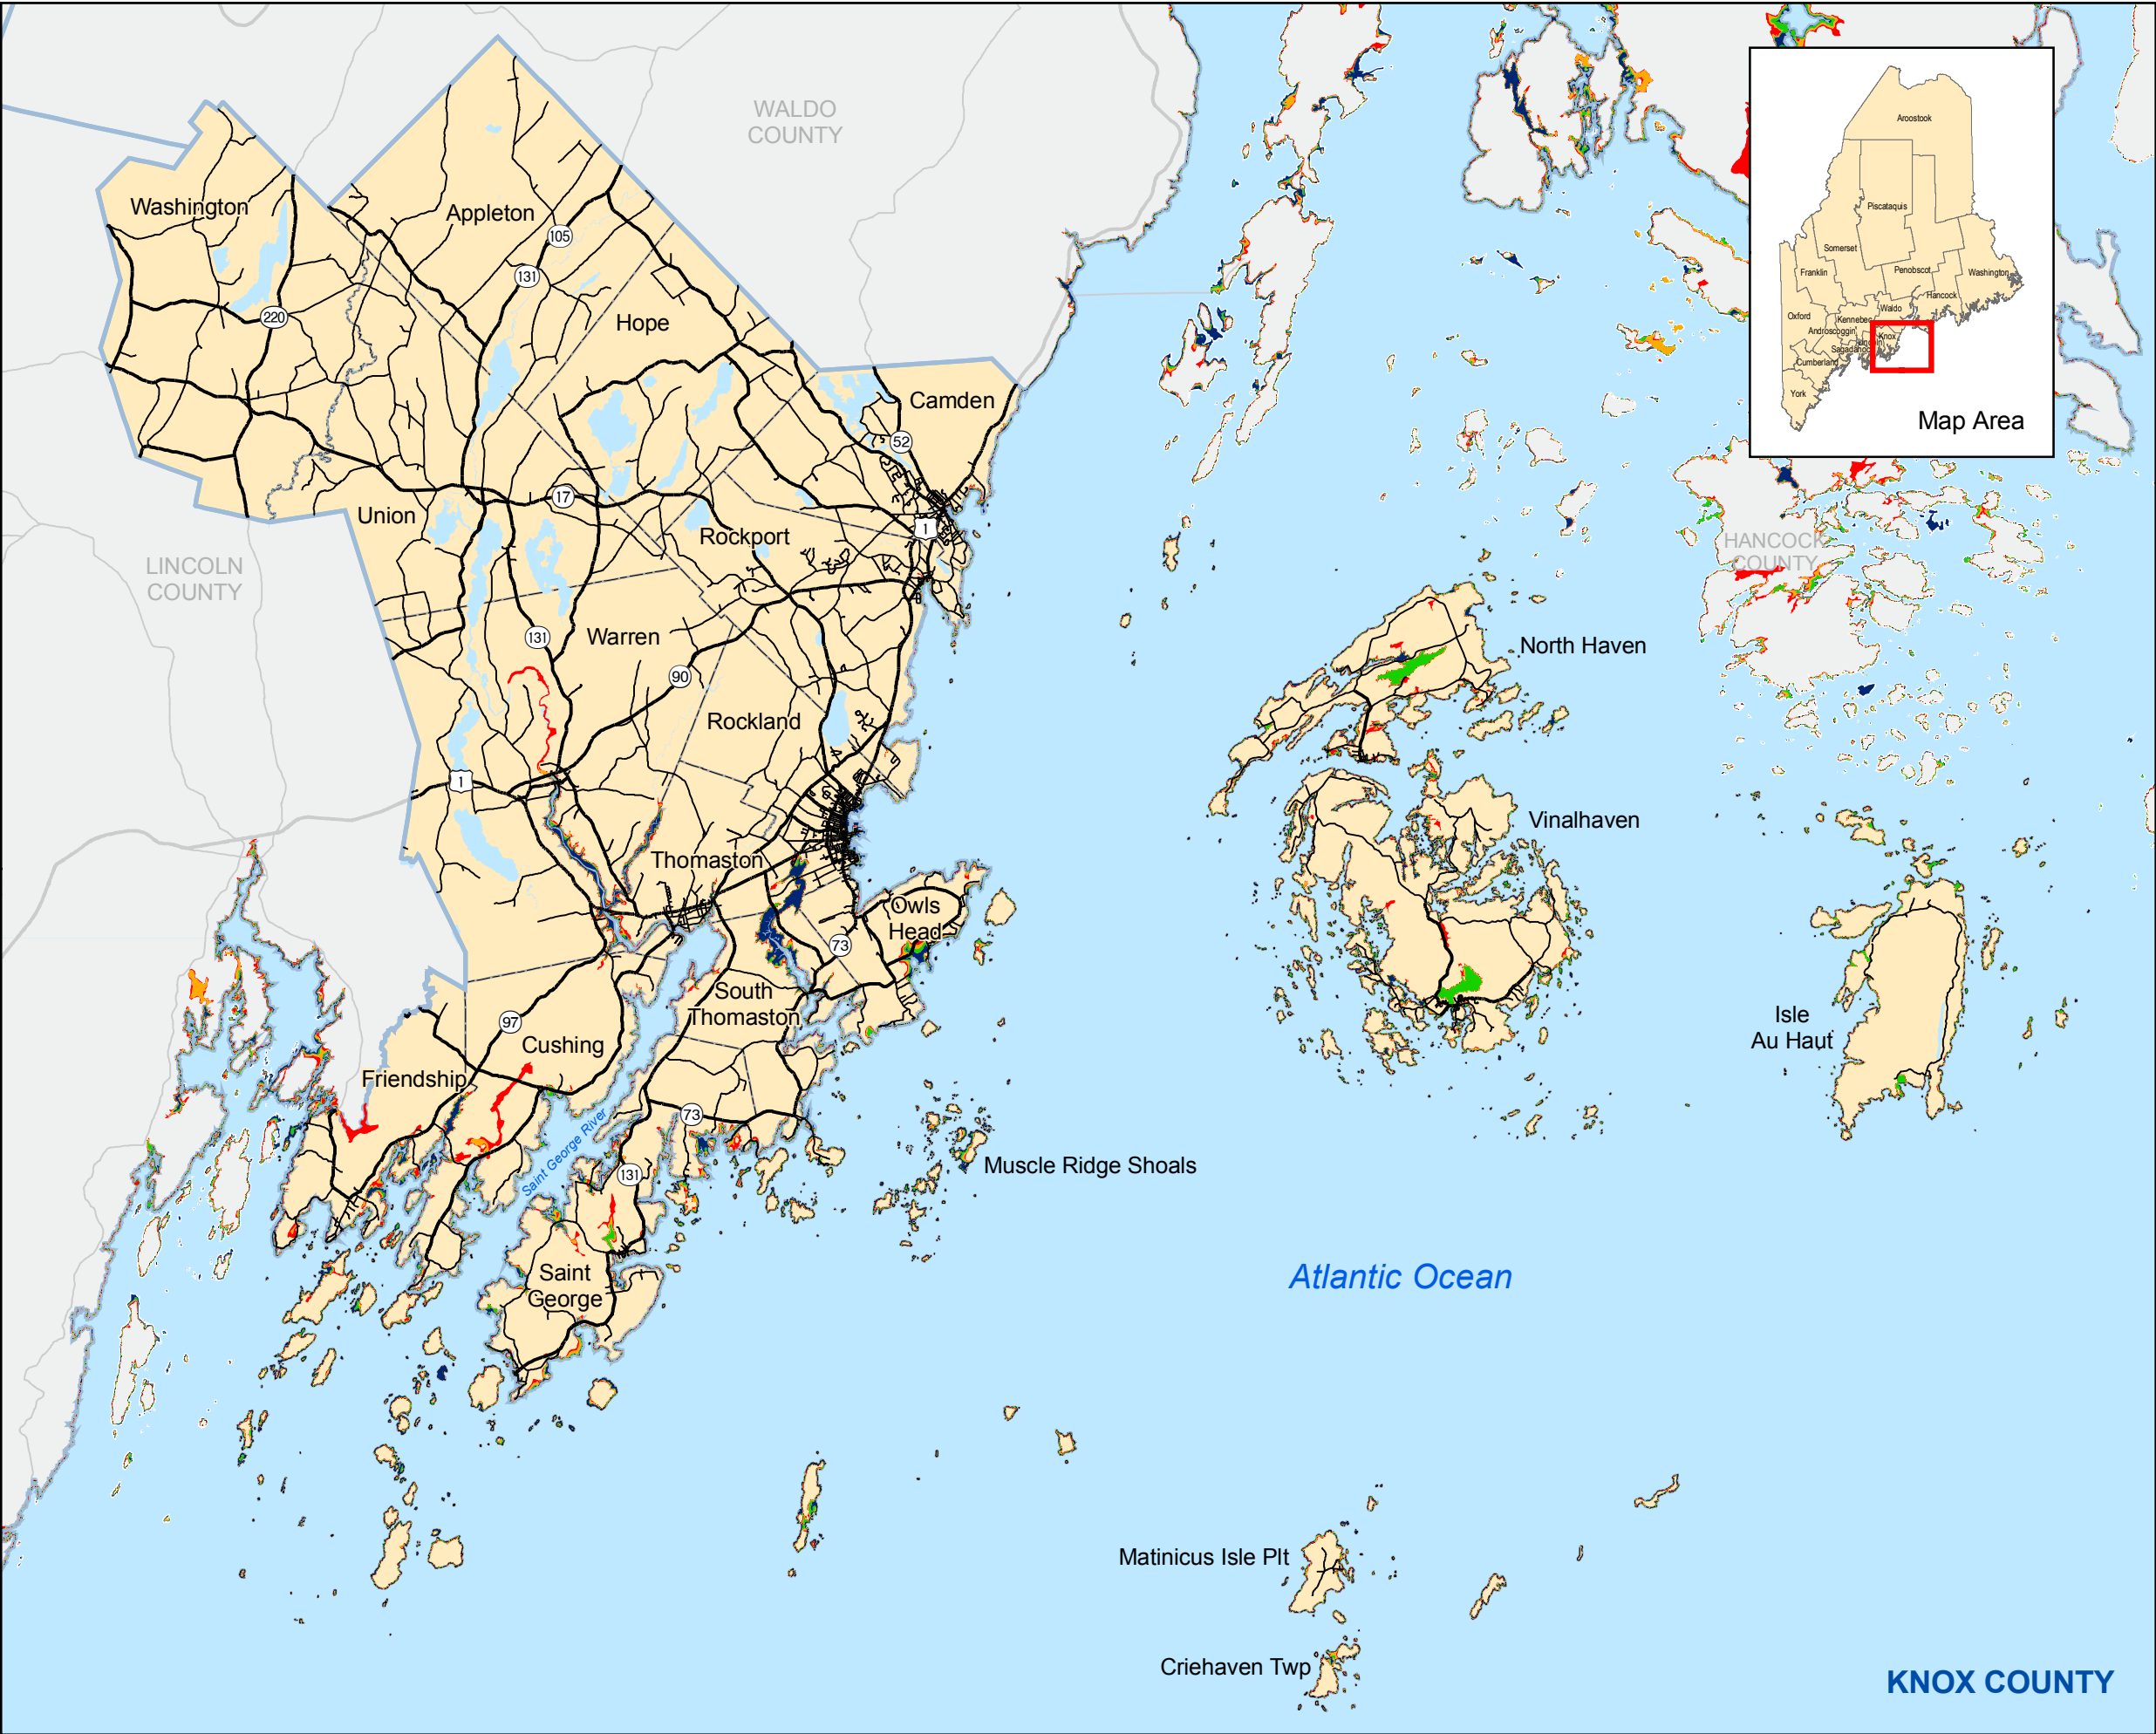 WALDO
COUNTY
Washington
Appleton
105
131
220
Hope
Camden
52
17
Union
1
Rockport
LINCOLN
COUNTY
131
Warren
90
Rockland
1
Thomaston
Owls
Head
73
South
Thomaston
97
Cushing
Friendship
Saint George River
73
131
Saint
George
Muscle Ridge Shoals
North Haven
Vinalhaven
Isle
Au Haut
HANCOCK
COUNTY
Atlantic Ocean
Matinicus Isle Plt
Criehaven Twp
KNOX COUNTY
Aroostook
Piscataquis
Somerset
Franklin
Penobscot
Washington
Hancock
Waldo
Oxford
Kennebec
Androscoggin
Knox
Cumberland
York
Map Area